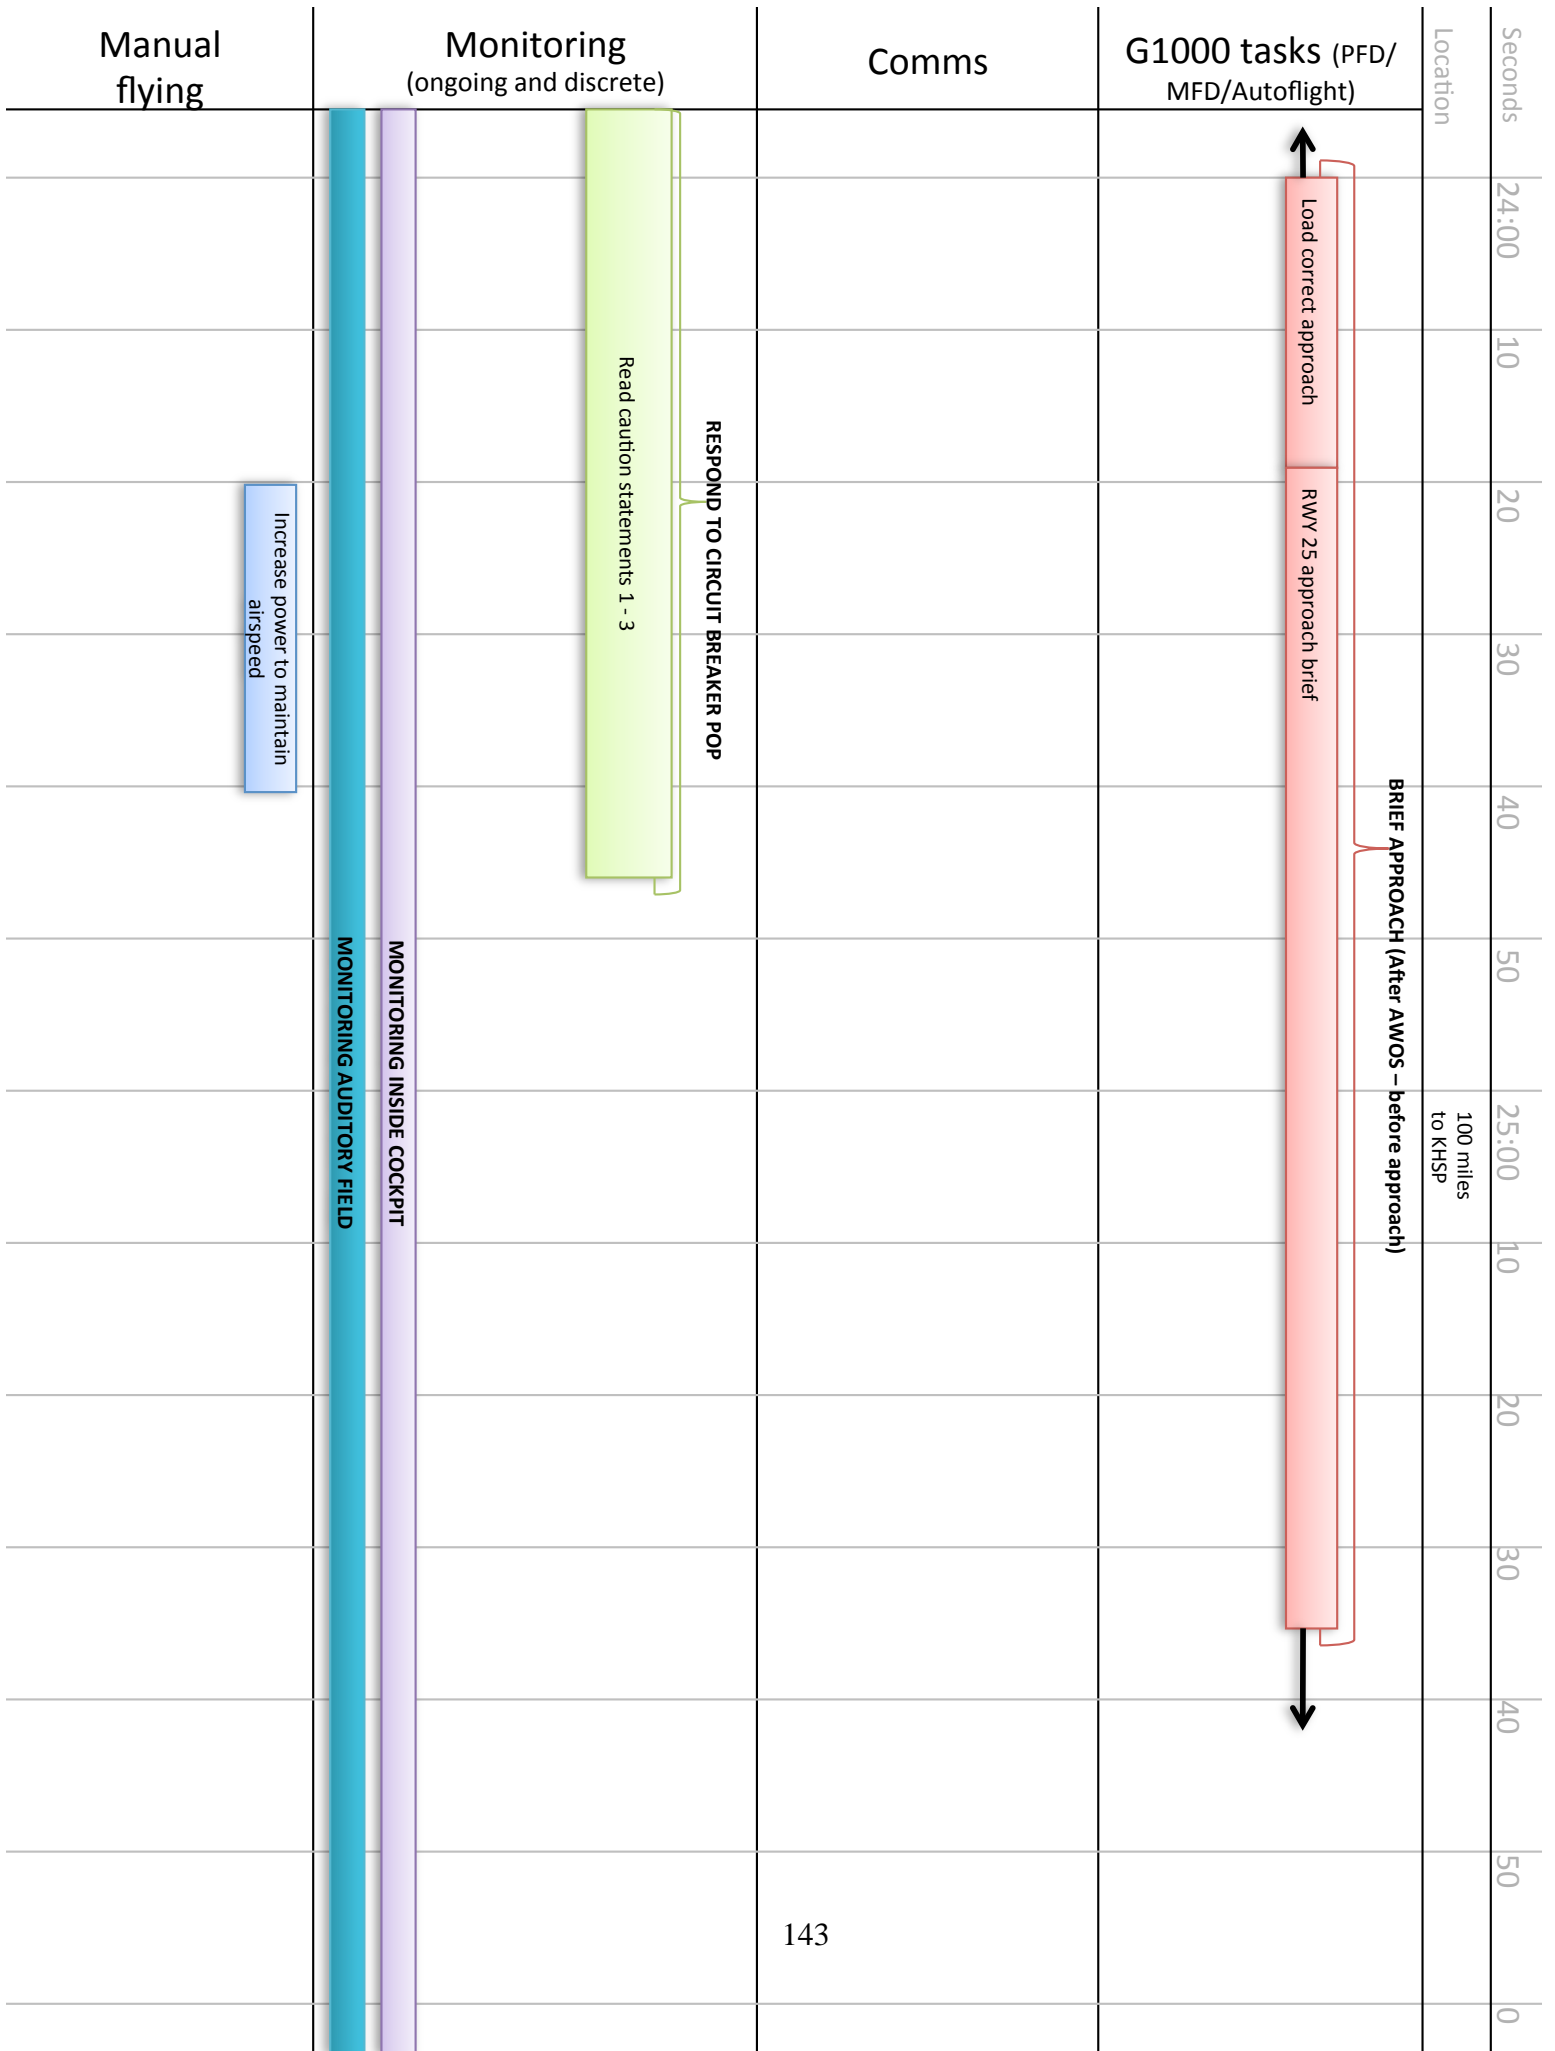 Manual
flying
Monitoring
(ongoing and discrete)
Comms
G1000 tasks (PFD/
MFD/Autoflight)
Location
Seconds
24:00
10
20
30
40
50
25:00
10
20
30
40
50
0
100 miles
to KHSP
BRIEF APPROACH (After AWOS – before approach)
Load correct approach
RWY 25 approach brief
RESPOND TO CIRCUIT BREAKER POP
Read caution statements 1 - 3
MONITORING INSIDE COCKPIT
MONITORING AUDITORY FIELD
Increase power to maintain
airspeed
143